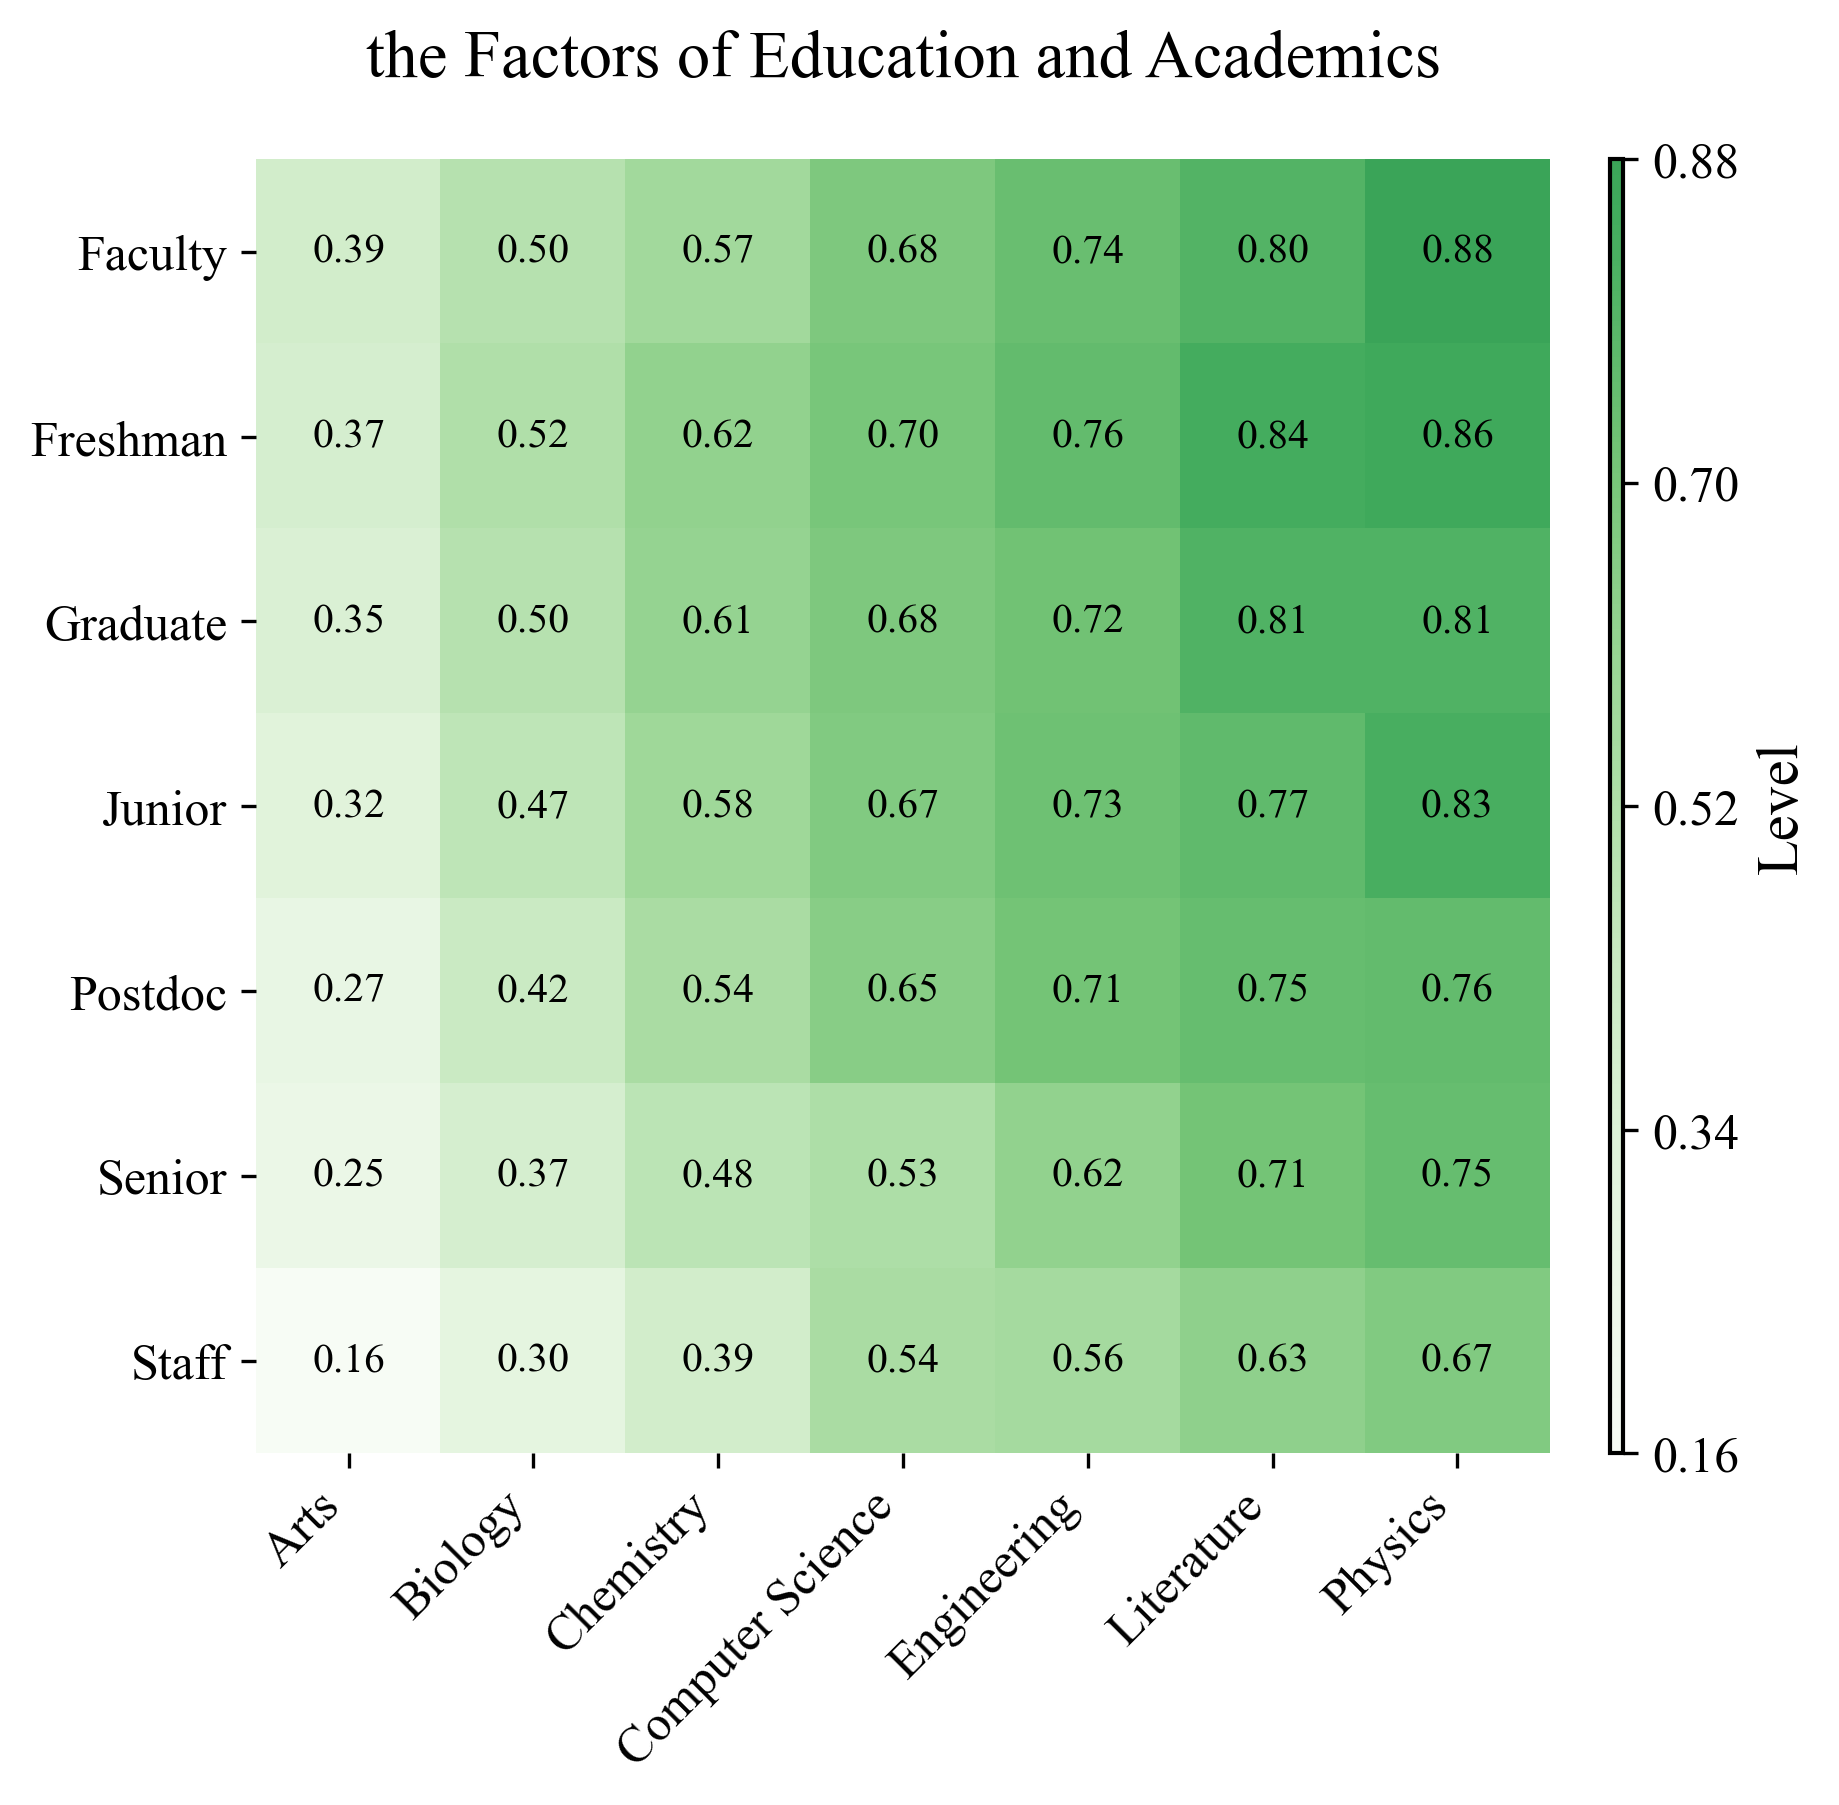 the Factors of Education and Academics
Faculty 0.39 0.50 0.57 0.68 0.74 0.80 0.88
Freshman 0.37 0.52 0.62 0.70 0.76 0.84 0.86
Graduate 0.35 0.50 0.61 0.68 0.72 0.81 0.81
Junior 0.32 0.47 0.58 0.67 0.73 0.77 0.83
Postdoc 0.27 0.42 0.54 0.65 0.71 0.75 0.76
Senior 0.25 0.37 0.48 0.53 0.62 0.71 0.75
Staff 0.16 0.30 0.39 0.54 0.56 0.63 0.67
Arts
Biology
Chemistry
Computer Science
Engineering
Literature
Physics
0.88
0.70
0.52
0.34
0.16
Level